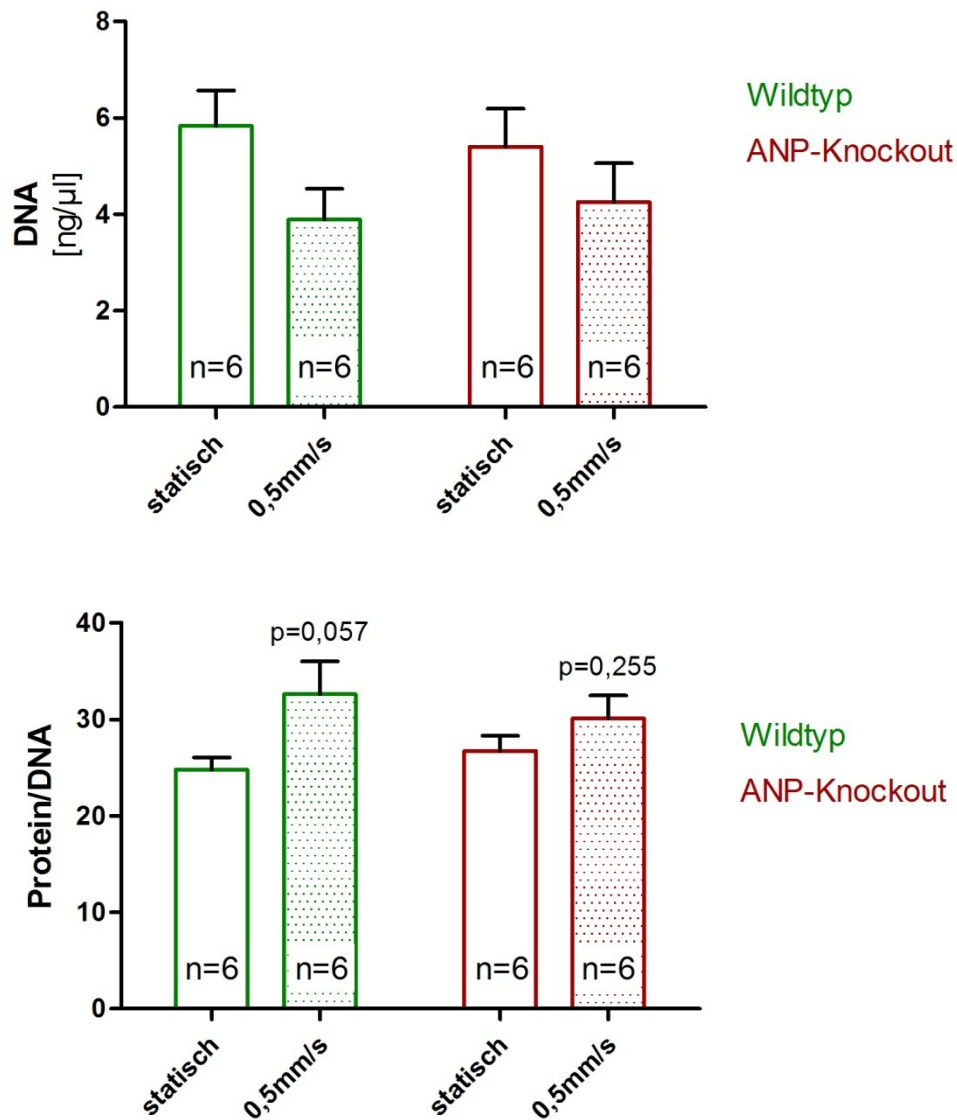 8
6
4
2
0
DNA
[ng/µl]
n=6
n=6
n=6
n=6
statisch
0,5mm/s
statisch
0,5mm/s
Wildtyp
ANP-Knockout
40
30
20
10
0
Protein/DNA
p=0,057
p=0,255
n=6
n=6
n=6
n=6
statisch
0,5mm/s
statisch
0,5mm/s
Wildtyp
ANP-Knockout